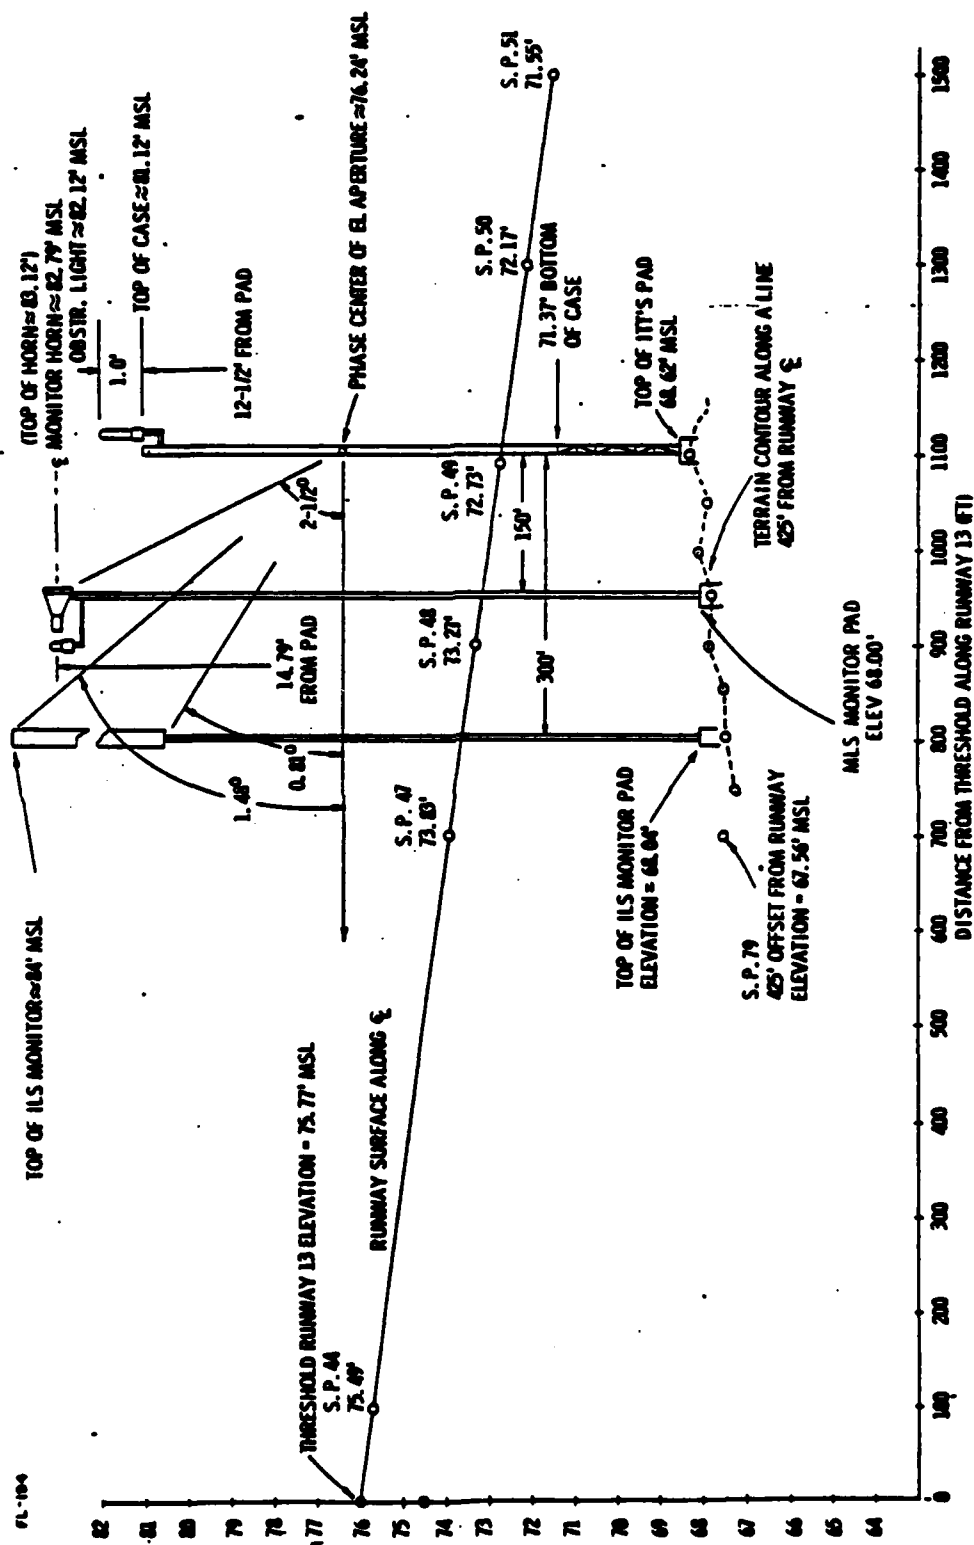 FL-104
TOP OF ILS MONITOR≈84' MSL
(TOP OF HORN≈83.12')
℄ MONITOR HORN≈82.79' MSL
OBSTR. LIGHT≈82.12' MSL
TOP OF CASE≈81.12' MSL
1.0'
12-1/2' FROM PAD
PHASE CENTER OF EL APERTURE≈76.24' MSL
14.79'
FROM PAD
2-1/2°
1.48°
0.81°
THRESHOLD RUNWAY 13 ELEVATION = 75.77' MSL
S.P.44
75.49'
RUNWAY SURFACE ALONG ℄
S.P.47
73.83'
S.P.48
73.27'
S.P.49
72.73'
S.P.50
72.17'
S.P.51
71.55'
150'
300'
71.37' BOTTOM
OF CASE
TOP OF ITT'S PAD
68.62' MSL
TOP OF ILS MONITOR PAD
ELEVATION = 68.04'
S.P.79
425' OFFSET FROM RUNWAY
ELEVATION = 67.56' MSL
MLS MONITOR PAD
ELEV 68.00'
TERRAIN CONTOUR ALONG A LINE
425' FROM RUNWAY ℄
82
81
80
79
77
76
75
74
73
72
71
70
69
68
67
66
65
64
0
100
200
300
400
500
600
700
800
900
1000
1100
1200
1300
1400
1500
DISTANCE FROM THRESHOLD ALONG RUNWAY 13 (FT)